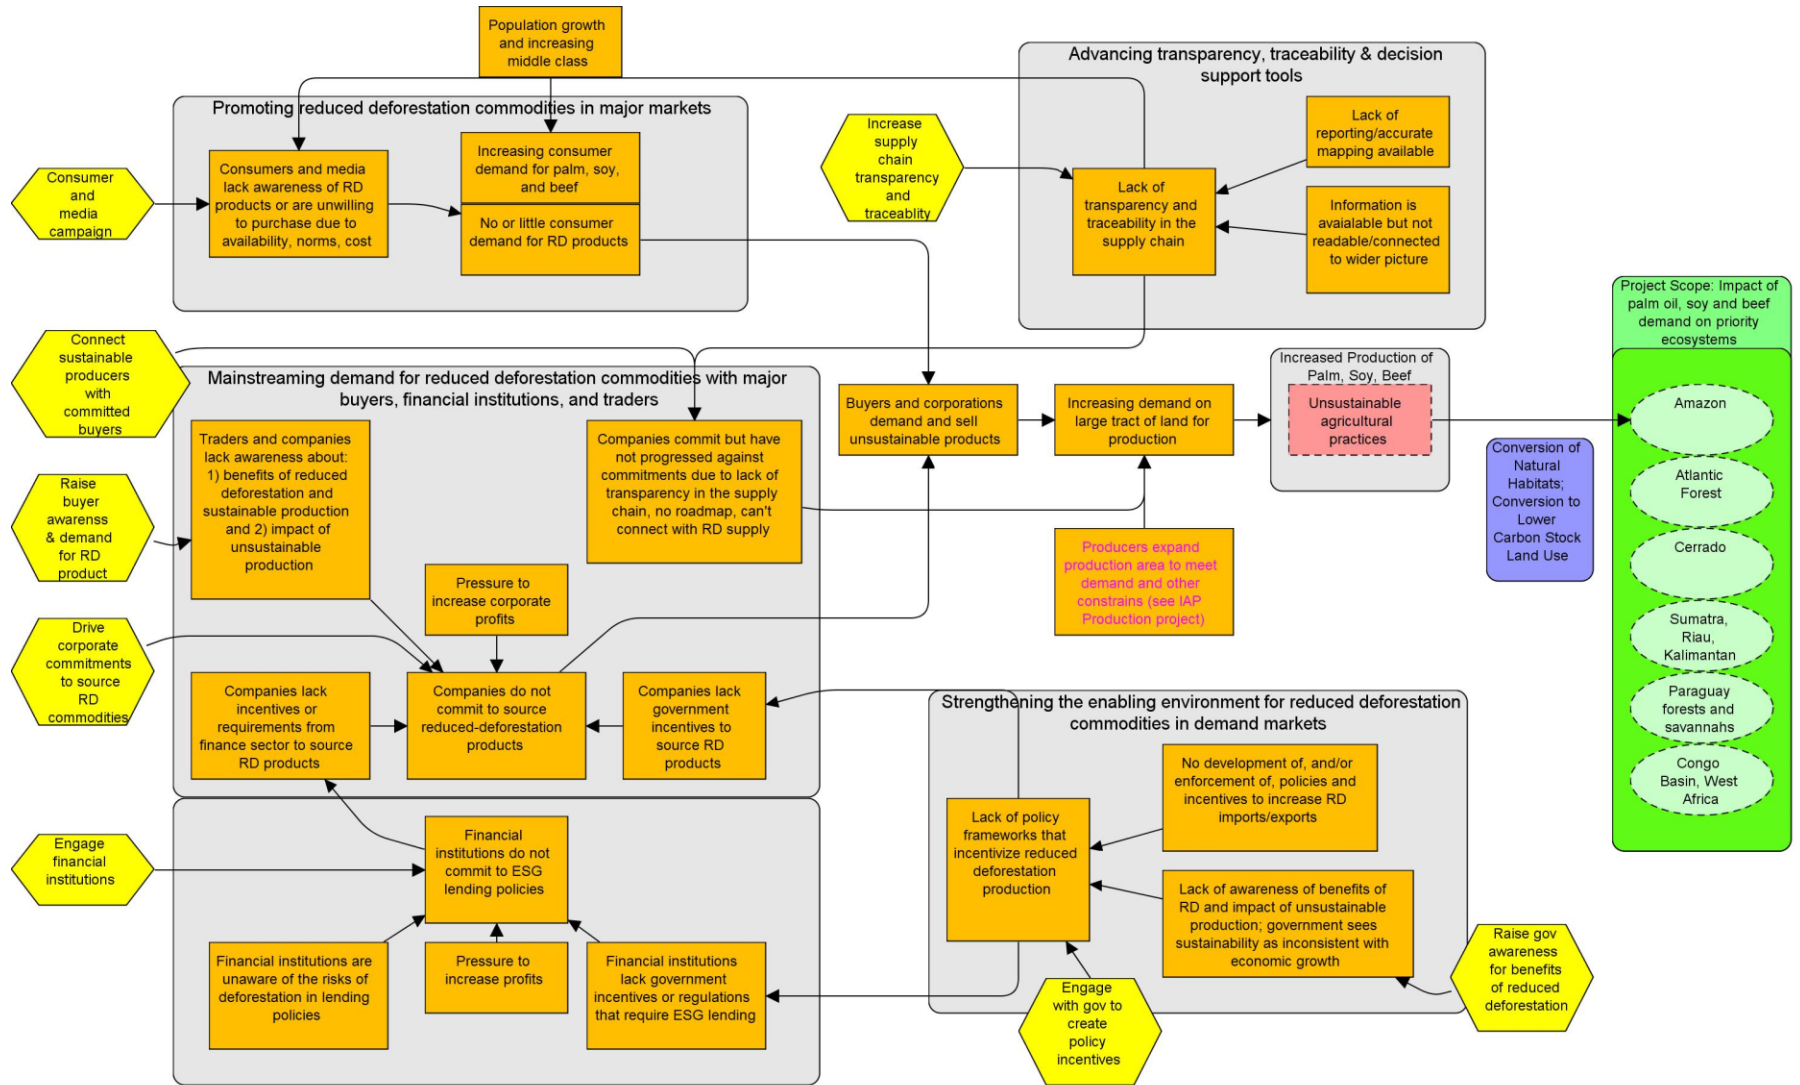 Population growth
and increasing
middle class
Advancing transparency, traceability & decision
support tools
Promoting reduced deforestation commodities in major markets
Lack of
reporting/accurate
mapping available
Increase
supply
chain
transparency
and
traceablity
Increasing consumer
demand for palm, soy,
and beef
Consumers and media
lack awareness of RD
products or are unwilling
to purchase due to
availability, norms, cost
Consumer
and
media
campaign
Lack of
transparency and
traceability in the
supply chain
Information is
avaialable but not
readable/connected
to wider picture
No or little consumer
demand for RD products
Project Scope: Impact of
palm oil, soy and beef
demand on priority
ecosystems
Connect
sustainable
producers
with
committed
buyers
Mainstreaming demand for reduced deforestation commodities with major
buyers, financial institutions, and traders
Increased Production of
Palm, Soy, Beef
Unsustainable
agricultural
practices
Buyers and corporations
demand and sell
unsustainable products
Increasing demand on
large tract of land for
production
Amazon
Traders and companies
lack awareness about:
1) benefits of reduced
deforestation and
sustainable production
and 2) impact of
unsustainable
production
Companies commit but have
not progressed against
commitments due to lack of
transparency in the supply
chain, no roadmap, can't
connect with RD supply
Conversion of
Natural
Habitats;
Conversion to
Lower
Carbon Stock
Land Use
Atlantic
Forest
Raise
buyer
awarenss
& demand
for RD
product
Producers expand
production area to meet
demand and other
constrains (see IAP
Production project)
Cerrado
Pressure to
increase corporate
profits
Drive
corporate
commitments
to source
RD
commodities
Sumatra,
Riau,
Kalimantan
Companies lack
incentives or
requirements from
finance sector to source
RD products
Companies do not
commit to source
reduced-deforestation
products
Companies lack
government
incentives to
source RD
products
Strengthening the enabling environment for reduced deforestation
commodities in demand markets
Paraguay
forests and
savannahs
No development of, and/or
enforcement of, policies and
incentives to increase RD
imports/exports
Congo
Basin, West
Africa
Lack of policy
frameworks that
incentivize reduced
deforestation
production
Financial
institutions do not
commit to ESG
lending policies
Engage
financial
institutions
Lack of awareness of benefits of
RD and impact of unsustainable
production; government sees
sustainability as inconsistent with
economic growth
Raise gov
awareness
for benefits
of reduced
deforestation
Financial institutions are
unaware of the risks of
deforestation in lending
policies
Pressure to
increase profits
Financial institutions
lack government
incentives or regulations
that require ESG lending
Engage
with gov to
create
policy
incentives